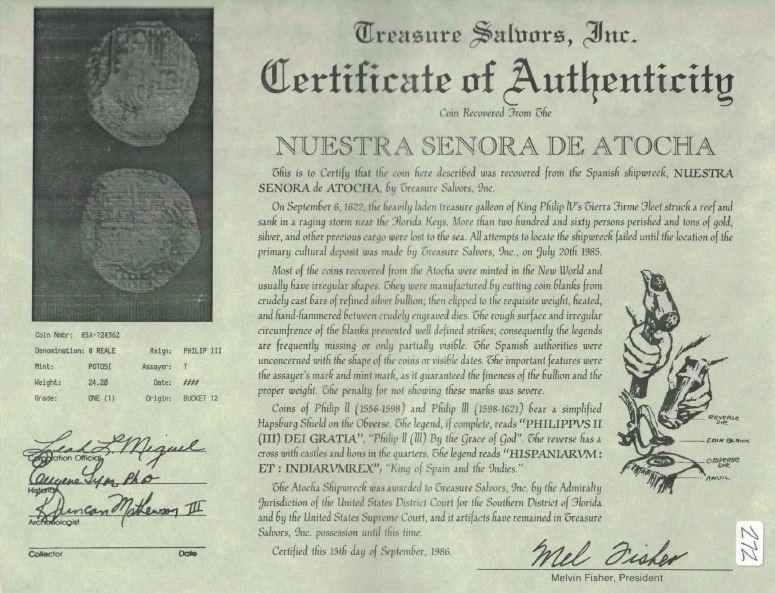 Treasure Salvors, Inc.
Certificate of Authenticity
Coin Recovered From The
NUESTRA SENORA DE ATOCHA
This is to Certify that the coin here described was recovered from the Spanish shipwreck, NUESTRA
SENORA de ATOCHA, by Treasure Salvors, Inc.
On September 6, 1622, the heavily laden treasure galleon of King Philip IV's Tierra Firme Fleet struck a reef and
sank in a raging storm near the Florida Keys. More than two hundred and sixty persons perished and tons of gold,
silver, and other precious cargo were lost to the sea. All attempts to locate the shipwreck failed until the location of the
primary cultural deposit was made by Treasure Salvors, Inc., on July 20th 1985.
Most of the coins recovered from the Atocha were minted in the New World and
usually have irregular shapes. They were manufactured by cutting coin blanks from
crudely cast bars of refined silver bullion; then clipped to the requisite weight, heated,
and hand-hammered between crudely engraved dies. The rough surface and irregular
circumfrence of the blanks prevented well defined strikes; consequently the legends
are frequently missing or only partially visible. The Spanish authorities were
unconcerned with the shape of the coins or visible dates. The important features were
the assayer's mark and mint mark, as it guaranteed the fineness of the bullion and the
proper weight. The penalty for not showing these marks was severe.
Coins of Philip II (1556-1598) and Philip III (1598-1621) bear a simplified
Hapsburg Shield on the Obverse. The legend, if complete, reads "PHILIPPVS II
(III) DEI GRATIA", "Philip II (III) By the Grace of God". The reverse has a
cross with castles and lions in the quarters. The legend reads "HISPANIARVM :
ET : INDIARVMREX", "King of Spain and the Indies."
The Atocha Shipwreck was awarded to Treasure Salvors, Inc. by the Admiralty
Jurisdiction of the United States District Court for the Southern District of Florida
and by the United States Supreme Court, and it artifacts have remained in Treasure
Salvors, Inc. possession until this time.
Certified this 15th day of September, 1986.
Mel Fisher
Melvin Fisher, President
REVERSE
DIE
COIN BLANK
OBVERSE
DIE
ANVIL
272
Coin Nmbr: 85A-124362
Denomination: 8 REALE Reign: PHILIP III
Mint: POTOSI Assayer: T
Weight: 24.20 Date: ####
Grade: ONE (1) Origin: BUCKET 12
Leah L Miguel
Corporation Official
Eugene Lyon PhD
Historian
R Duncan Mathewson III
Archaeologist
Collector Date